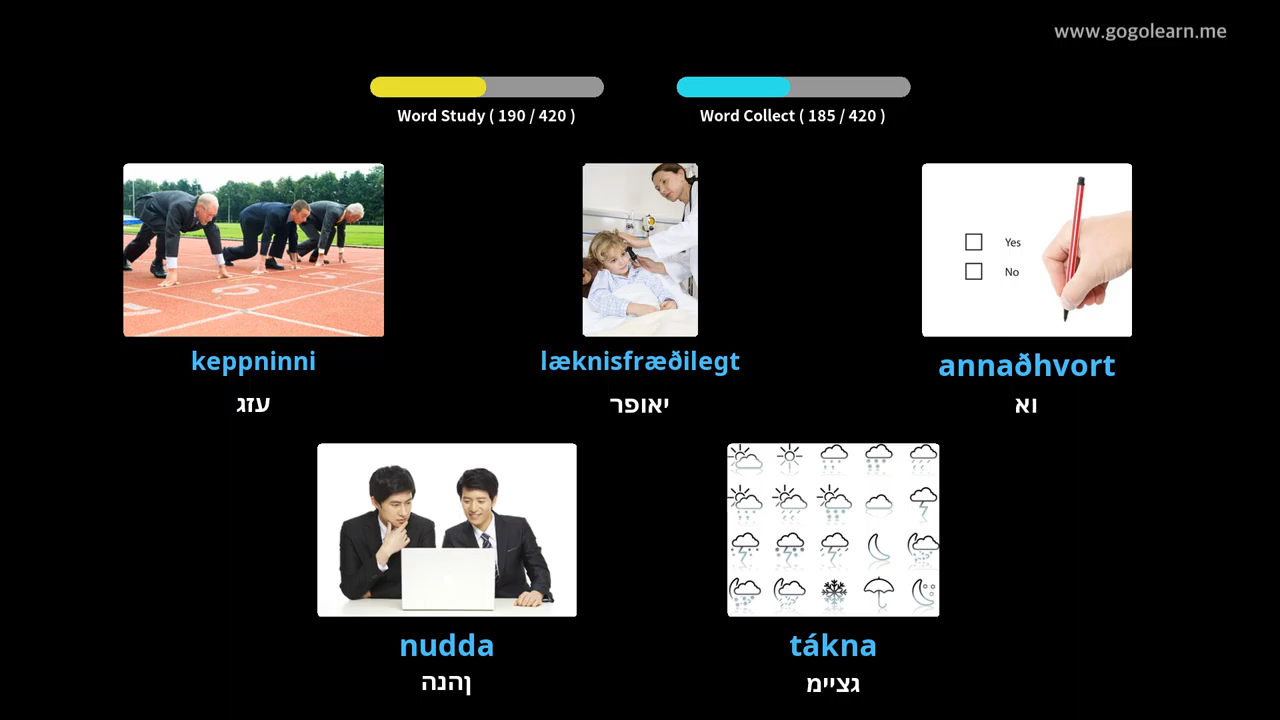 www.gogolearn.me
Word Study ( 190 / 420 )
Word Collect ( 185 / 420 )
Yes
No
keppninni
עזג
læknisfræðilegt
יאופר
annaðhvort
וא
nudda
ןהנה
tákna
גציימ